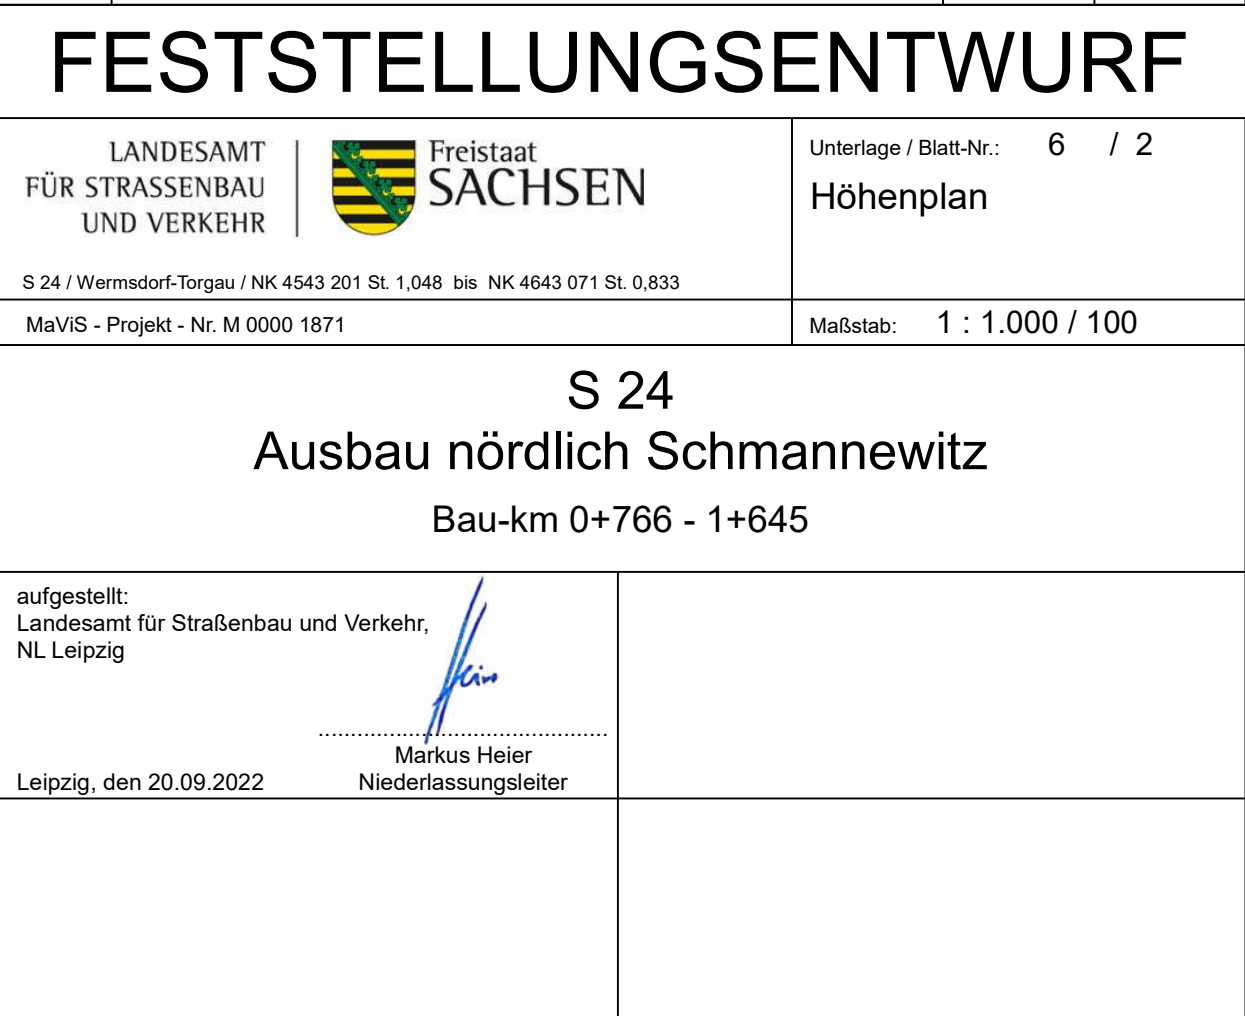 FESTSTELLUNGSENTWURF
LANDESAMT
FÜR STRASSENBAU
UND VERKEHR
Freistaat
SACHSEN
S 24 / Wermsdorf-Torgau / NK 4543 201 St. 1,048 bis NK 4643 071 St. 0,833
Unterlage / Blatt-Nr.: 6 / 2
Höhenplan
MaViS - Projekt - Nr. M 0000 1871
Maßstab: 1 : 1.000 / 100
S 24
Ausbau nördlich Schmannewitz
Bau-km 0+766 - 1+645
aufgestellt:
Landesamt für Straßenbau und Verkehr,
NL Leipzig
Markus Heier
Leipzig, den 20.09.2022 Niederlassungsleiter